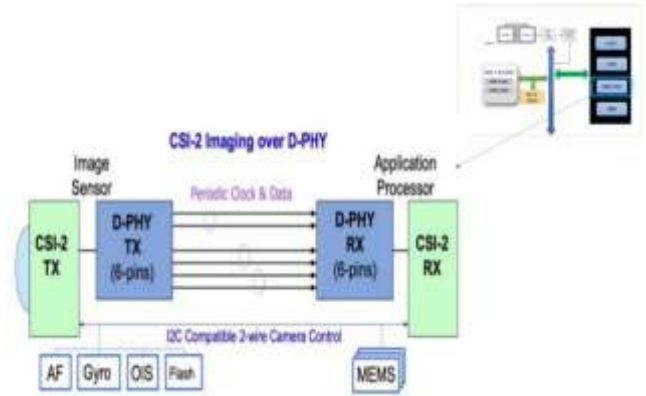 CSI-2 Imaging over D-PHY
Image
Sensor
Application
Processor
Periodic Clock & Data
CSI-2
TX
D-PHY
TX
(6-pins)
D-PHY
RX
(6-pins)
CSI-2
RX
I2C Compatible 2-wire Camera Control
AF
Gyro
OIS
Flash
MEMS